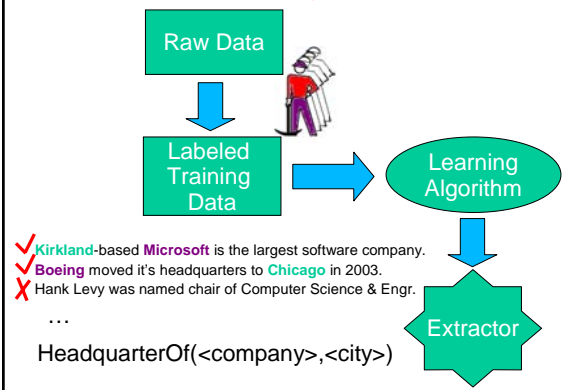 Raw Data
Labeled
Training
Data
Learning
Algorithm
Kirkland-based Microsoft is the largest software company.
Boeing moved it's headquarters to Chicago in 2003.
Hank Levy was named chair of Computer Science & Engr.
…
Extractor
HeadquarterOf(<company>,<city>)